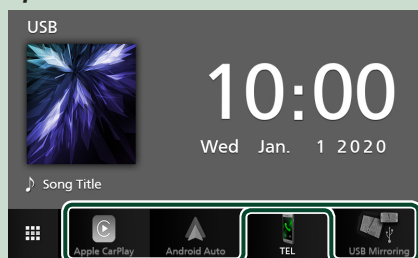 USB
10:00
Wed Jan. 1 2020
Song Title
Apple CarPlay Android Auto TEL USB Mirroring